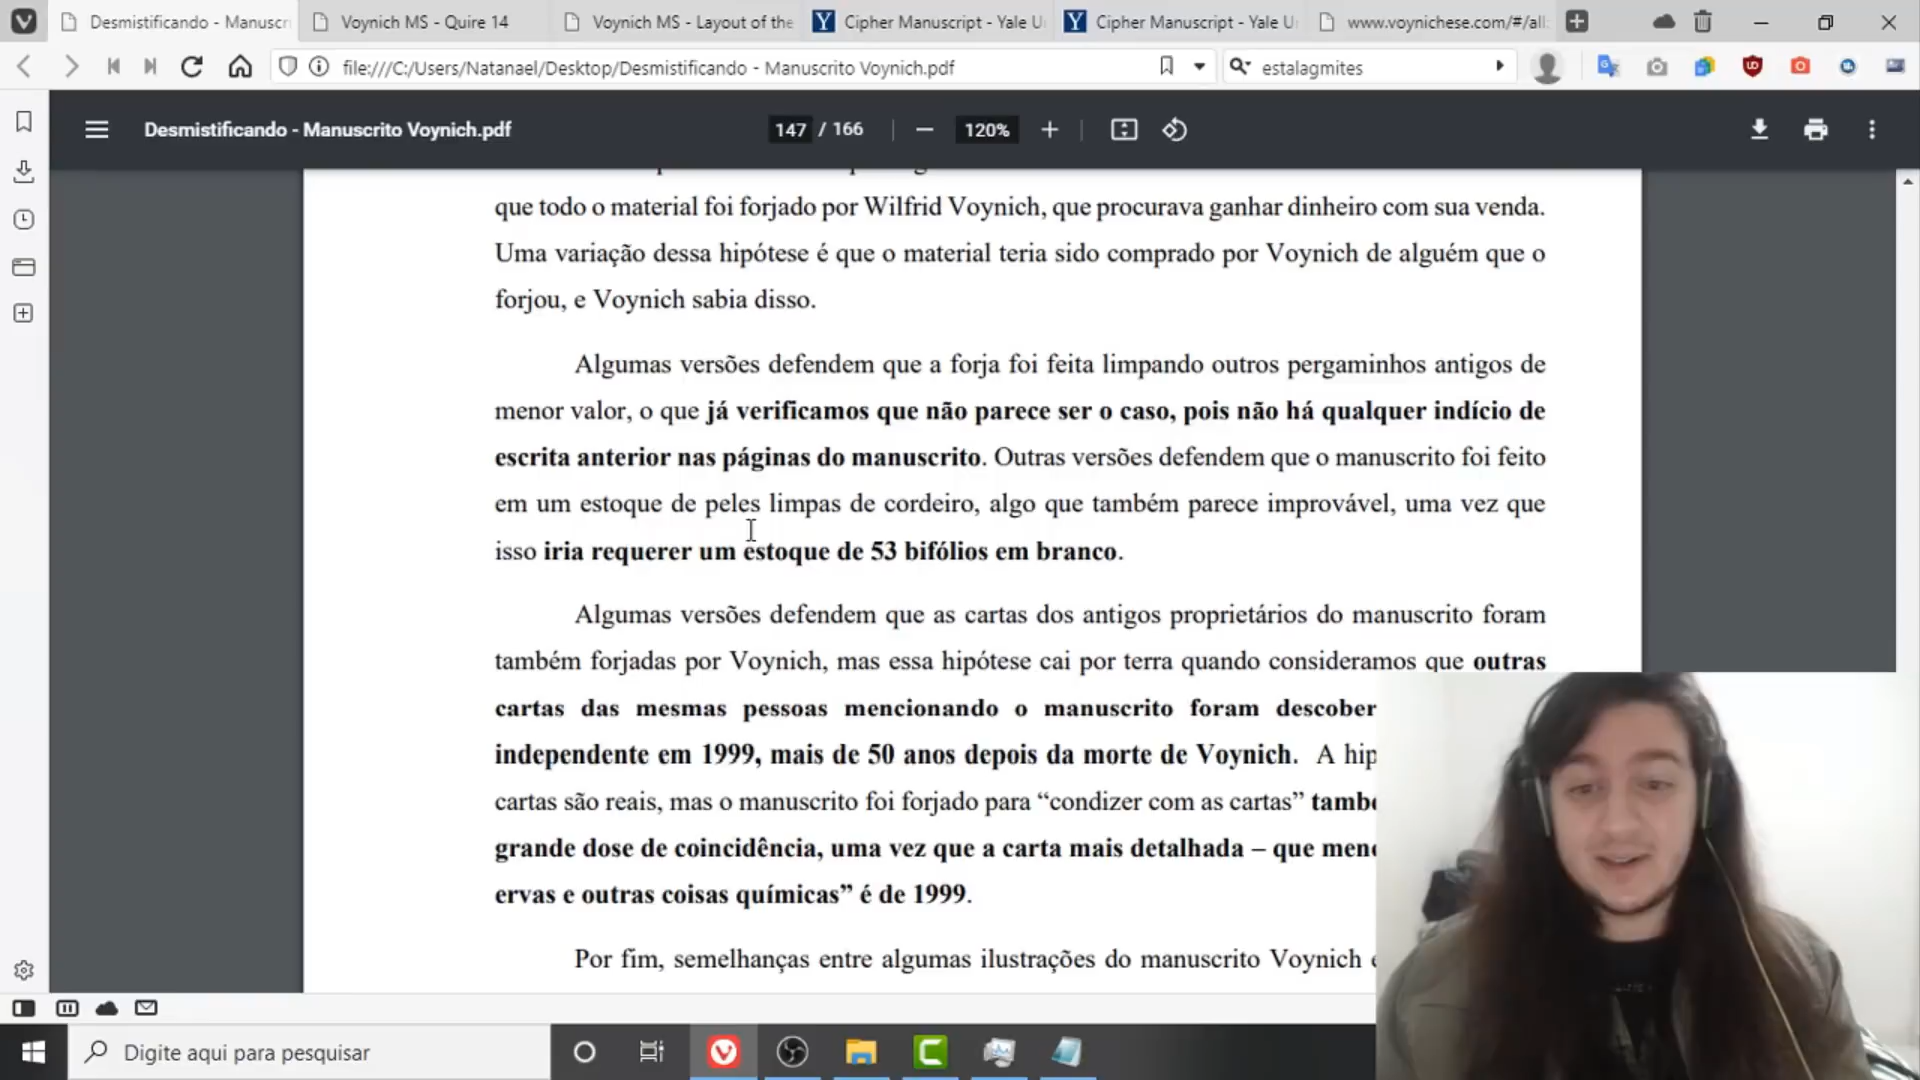 Desmistificando - Manuscri
Voynich MS - Quire 14
Voynich MS - Layout of the
Cipher Manuscript - Yale U
Cipher Manuscript - Yale U
www.voynichese.com/#/all
file:///C:/Users/Natanael/Desktop/Desmistificando - Manuscrito Voynich.pdf
estalagmites
Desmistificando - Manuscrito Voynich.pdf
147 / 166
120%
que todo o material foi forjado por Wilfrid Voynich, que procurava ganhar dinheiro com sua venda.
Uma variação dessa hipótese é que o material teria sido comprado por Voynich de alguém que o
forjou, e Voynich sabia disso.
Algumas versões defendem que a forja foi feita limpando outros pergaminhos antigos de
menor valor, o que já verificamos que não parece ser o caso, pois não há qualquer indício de
escrita anterior nas páginas do manuscrito. Outras versões defendem que o manuscrito foi feito
em um estoque de peles limpas de cordeiro, algo que também parece improvável, uma vez que
isso iria requerer um estoque de 53 bifólios em branco.
Algumas versões defendem que as cartas dos antigos proprietários do manuscrito foram
também forjadas por Voynich, mas essa hipótese cai por terra quando consideramos que outras
cartas das mesmas pessoas mencionando o manuscrito foram descober
independente em 1999, mais de 50 anos depois da morte de Voynich. A hip
cartas são reais, mas o manuscrito foi forjado para “condizer com as cartas” també
grande dose de coincidência, uma vez que a carta mais detalhada – que menc
ervas e outras coisas químicas” é de 1999.
Por fim, semelhanças entre algumas ilustrações do manuscrito Voynich e
Digite aqui para pesquisar